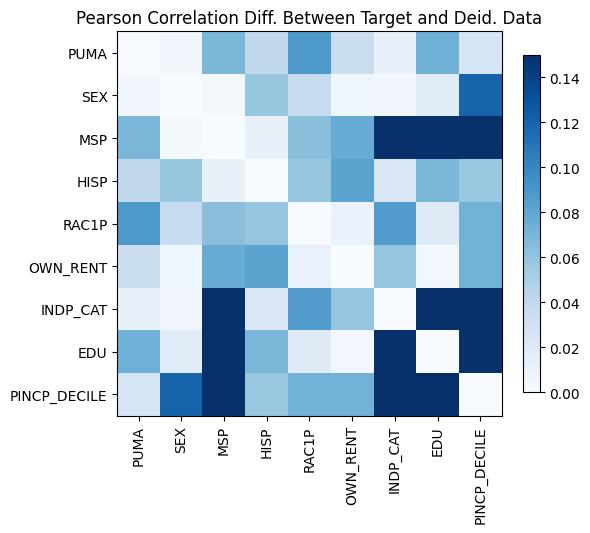 Pearson Correlation Diff. Between Target and Deid. Data
PUMA
SEX
MSP
HISP
RAC1P
OWN_RENT
INDP_CAT
EDU
PINCP_DECILE
PUMA
SEX
MSP
HISP
RAC1P
OWN_RENT
INDP_CAT
EDU
PINCP_DECILE
0.14
0.12
0.10
0.08
0.06
0.04
0.02
0.00